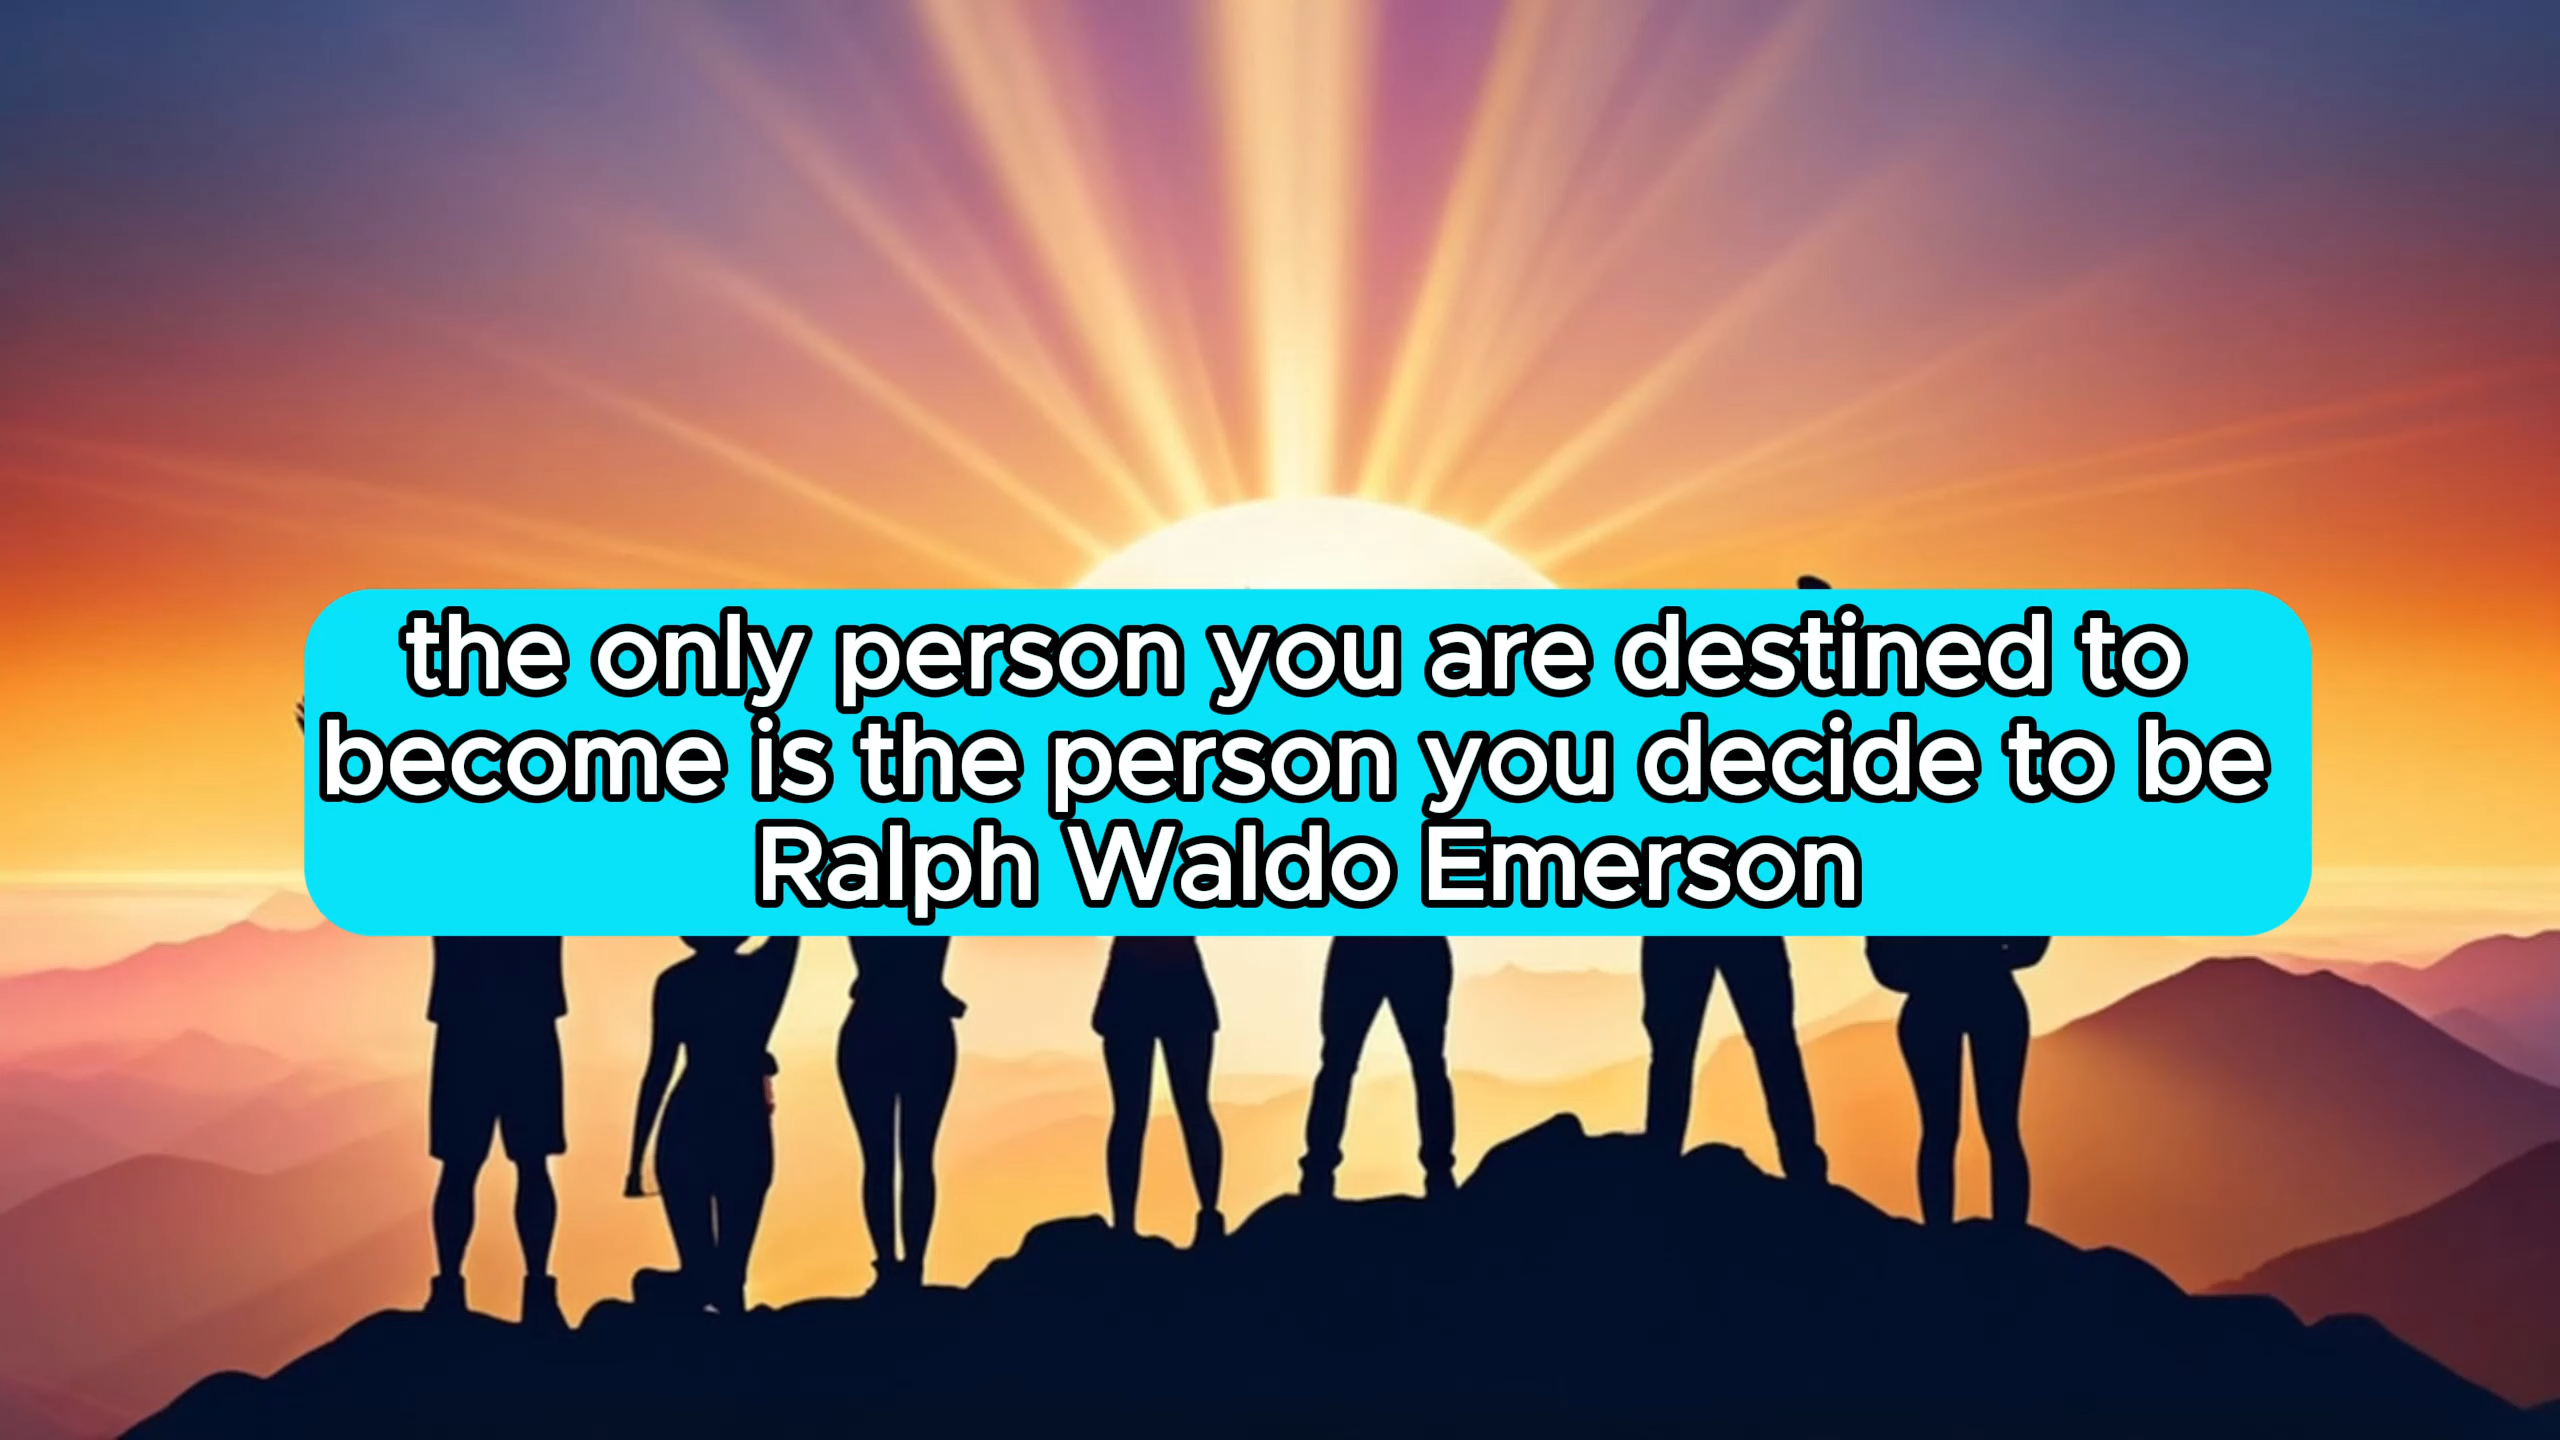 the only person you are destined to
become is the person you decide to be
Ralph Waldo Emerson